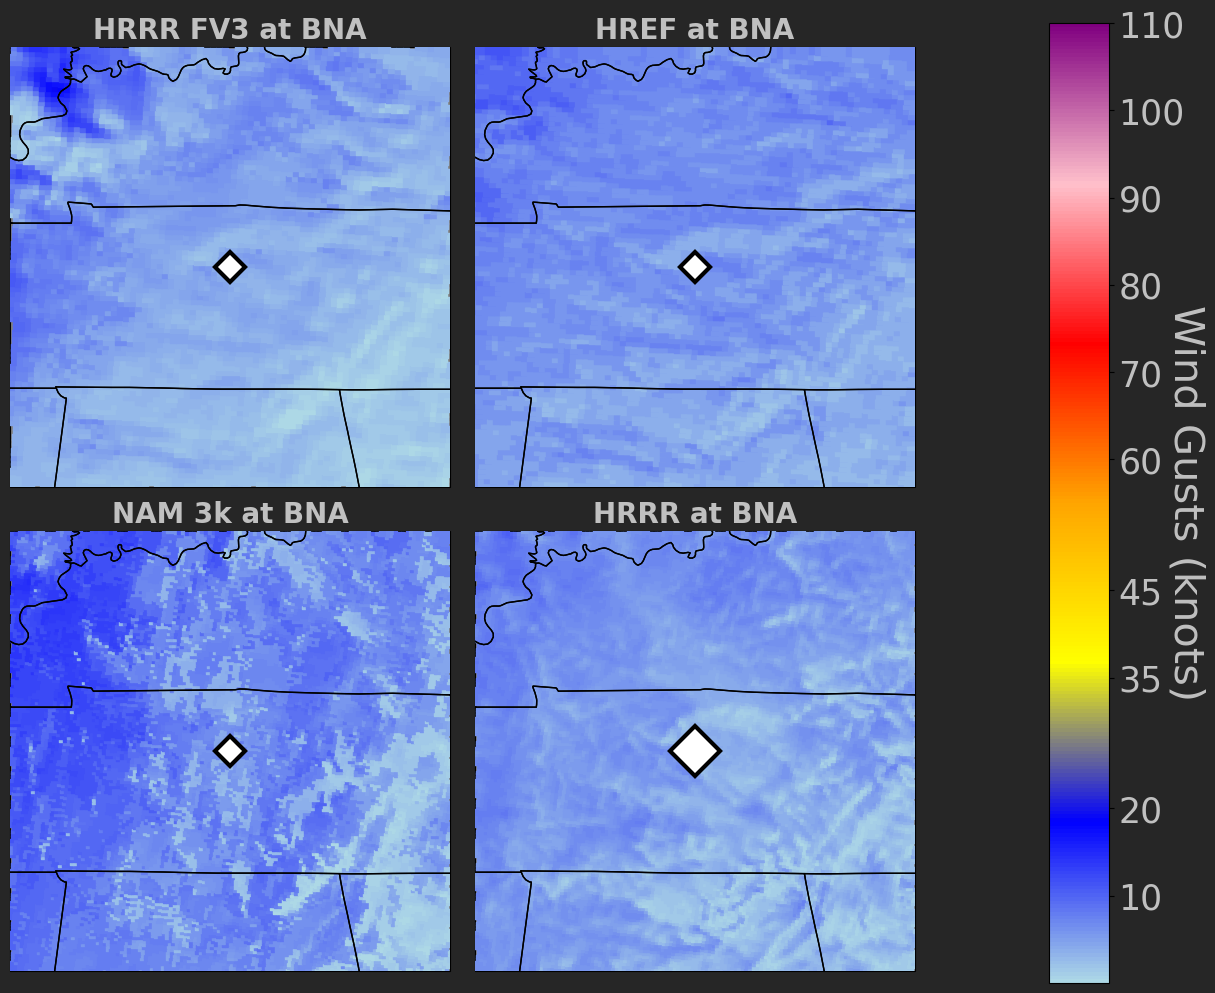 HRRR FV3 at BNA
HREF at BNA
NAM 3k at BNA
HRRR at BNA
110
100
90
80
70
60
45
35
20
10
Wind Gusts (knots)